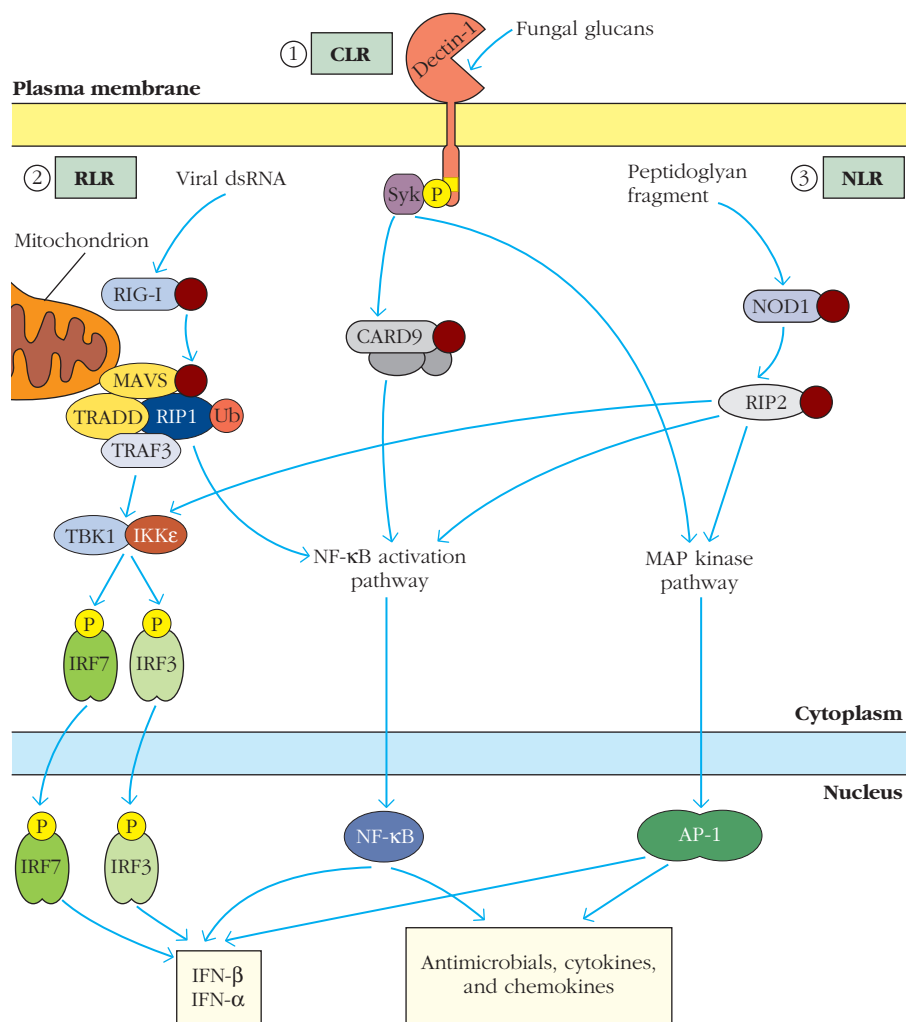 ① CLR
Dectin-1
Fungal glucans
Plasma membrane
② RLR
Viral dsRNA
Syk
P
Peptidoglyan
fragment
③ NLR
Mitochondrion
RIG-I
NOD1
CARD9
MAVS
TRADD
RIP1
Ub
TRAF3
RIP2
TBK1
IKKε
NF-κB activation
pathway
MAP kinase
pathway
P
P
IRF7
IRF3
Cytoplasm
Nucleus
P
P
IRF7
IRF3
NF-κB
AP-1
IFN-β
IFN-α
Antimicrobials, cytokines,
and chemokines